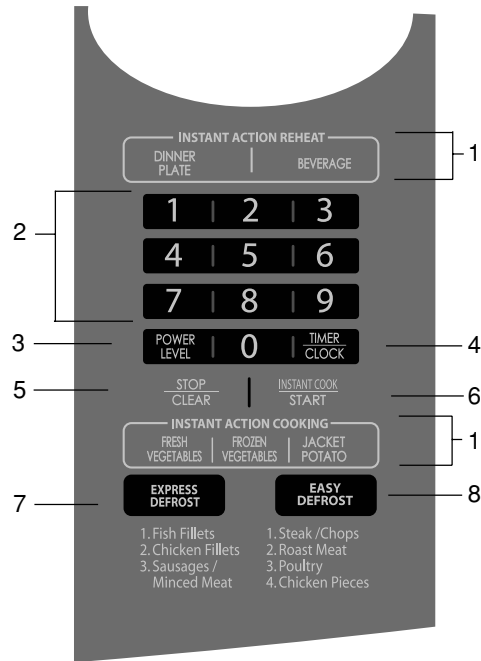 INSTANT ACTION REHEAT
DINNER PLATE BEVERAGE
1
1 2 3
2
4 5 6
7 8 9
3
POWER LEVEL 0 TIMER CLOCK
4
5
STOP CLEAR INSTANT COOK START
6
INSTANT ACTION COOKING
FRESH VEGETABLES FROZEN VEGETABLES JACKET POTATO
1
7
EXPRESS DEFROST
EASY DEFROST
8
1. Fish Fillets
2. Chicken Fillets
3. Sausages /
Minced Meat
1. Steak /Chops
2. Roast Meat
3. Poultry
4. Chicken Pieces